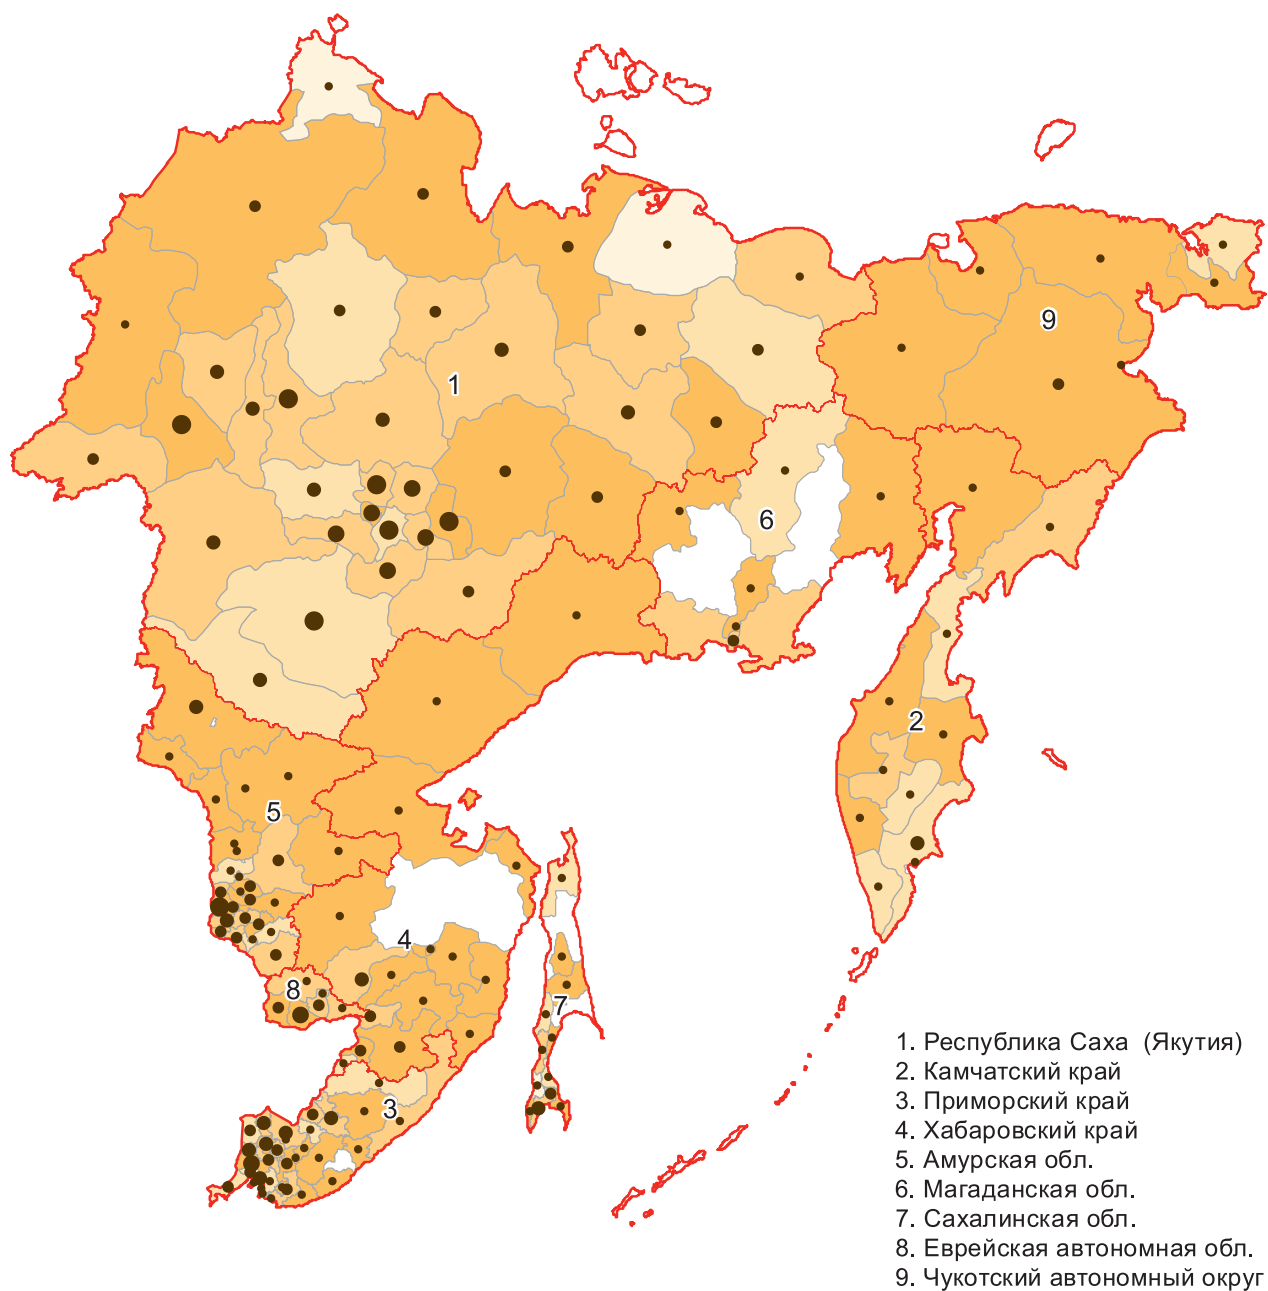 9
1
6
2
5
4
8
7
3
1. Республика Саха (Якутия)
2. Камчатский край
3. Приморский край
4. Хабаровский край
5. Амурская обл.
6. Магаданская обл.
7. Сахалинская обл.
8. Еврейская автономная обл.
9. Чукотский автономный округ